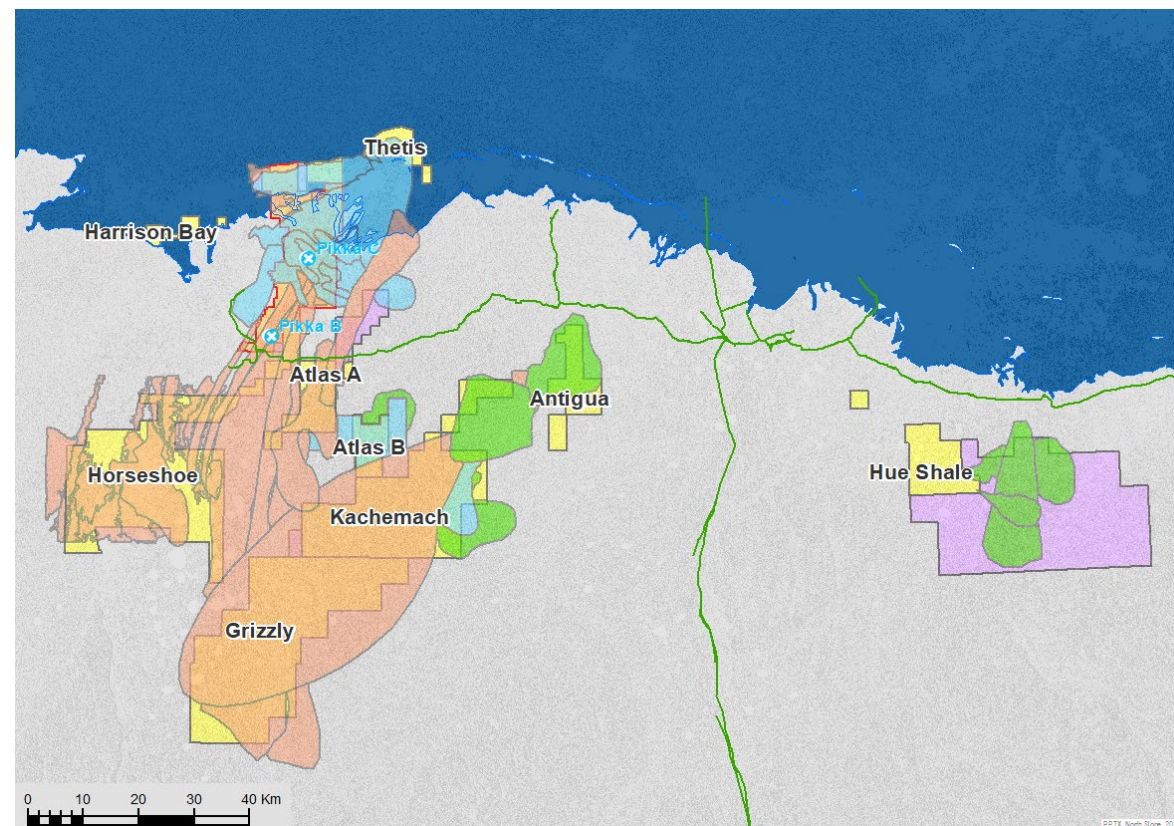 Thetis
Harrison Bay
Pikka C
Pikka B
Atlas A
Antigua
Atlas B
Horseshoe
Hue Shale
Kachemach
Grizzly
0 10 20 30 40 Km